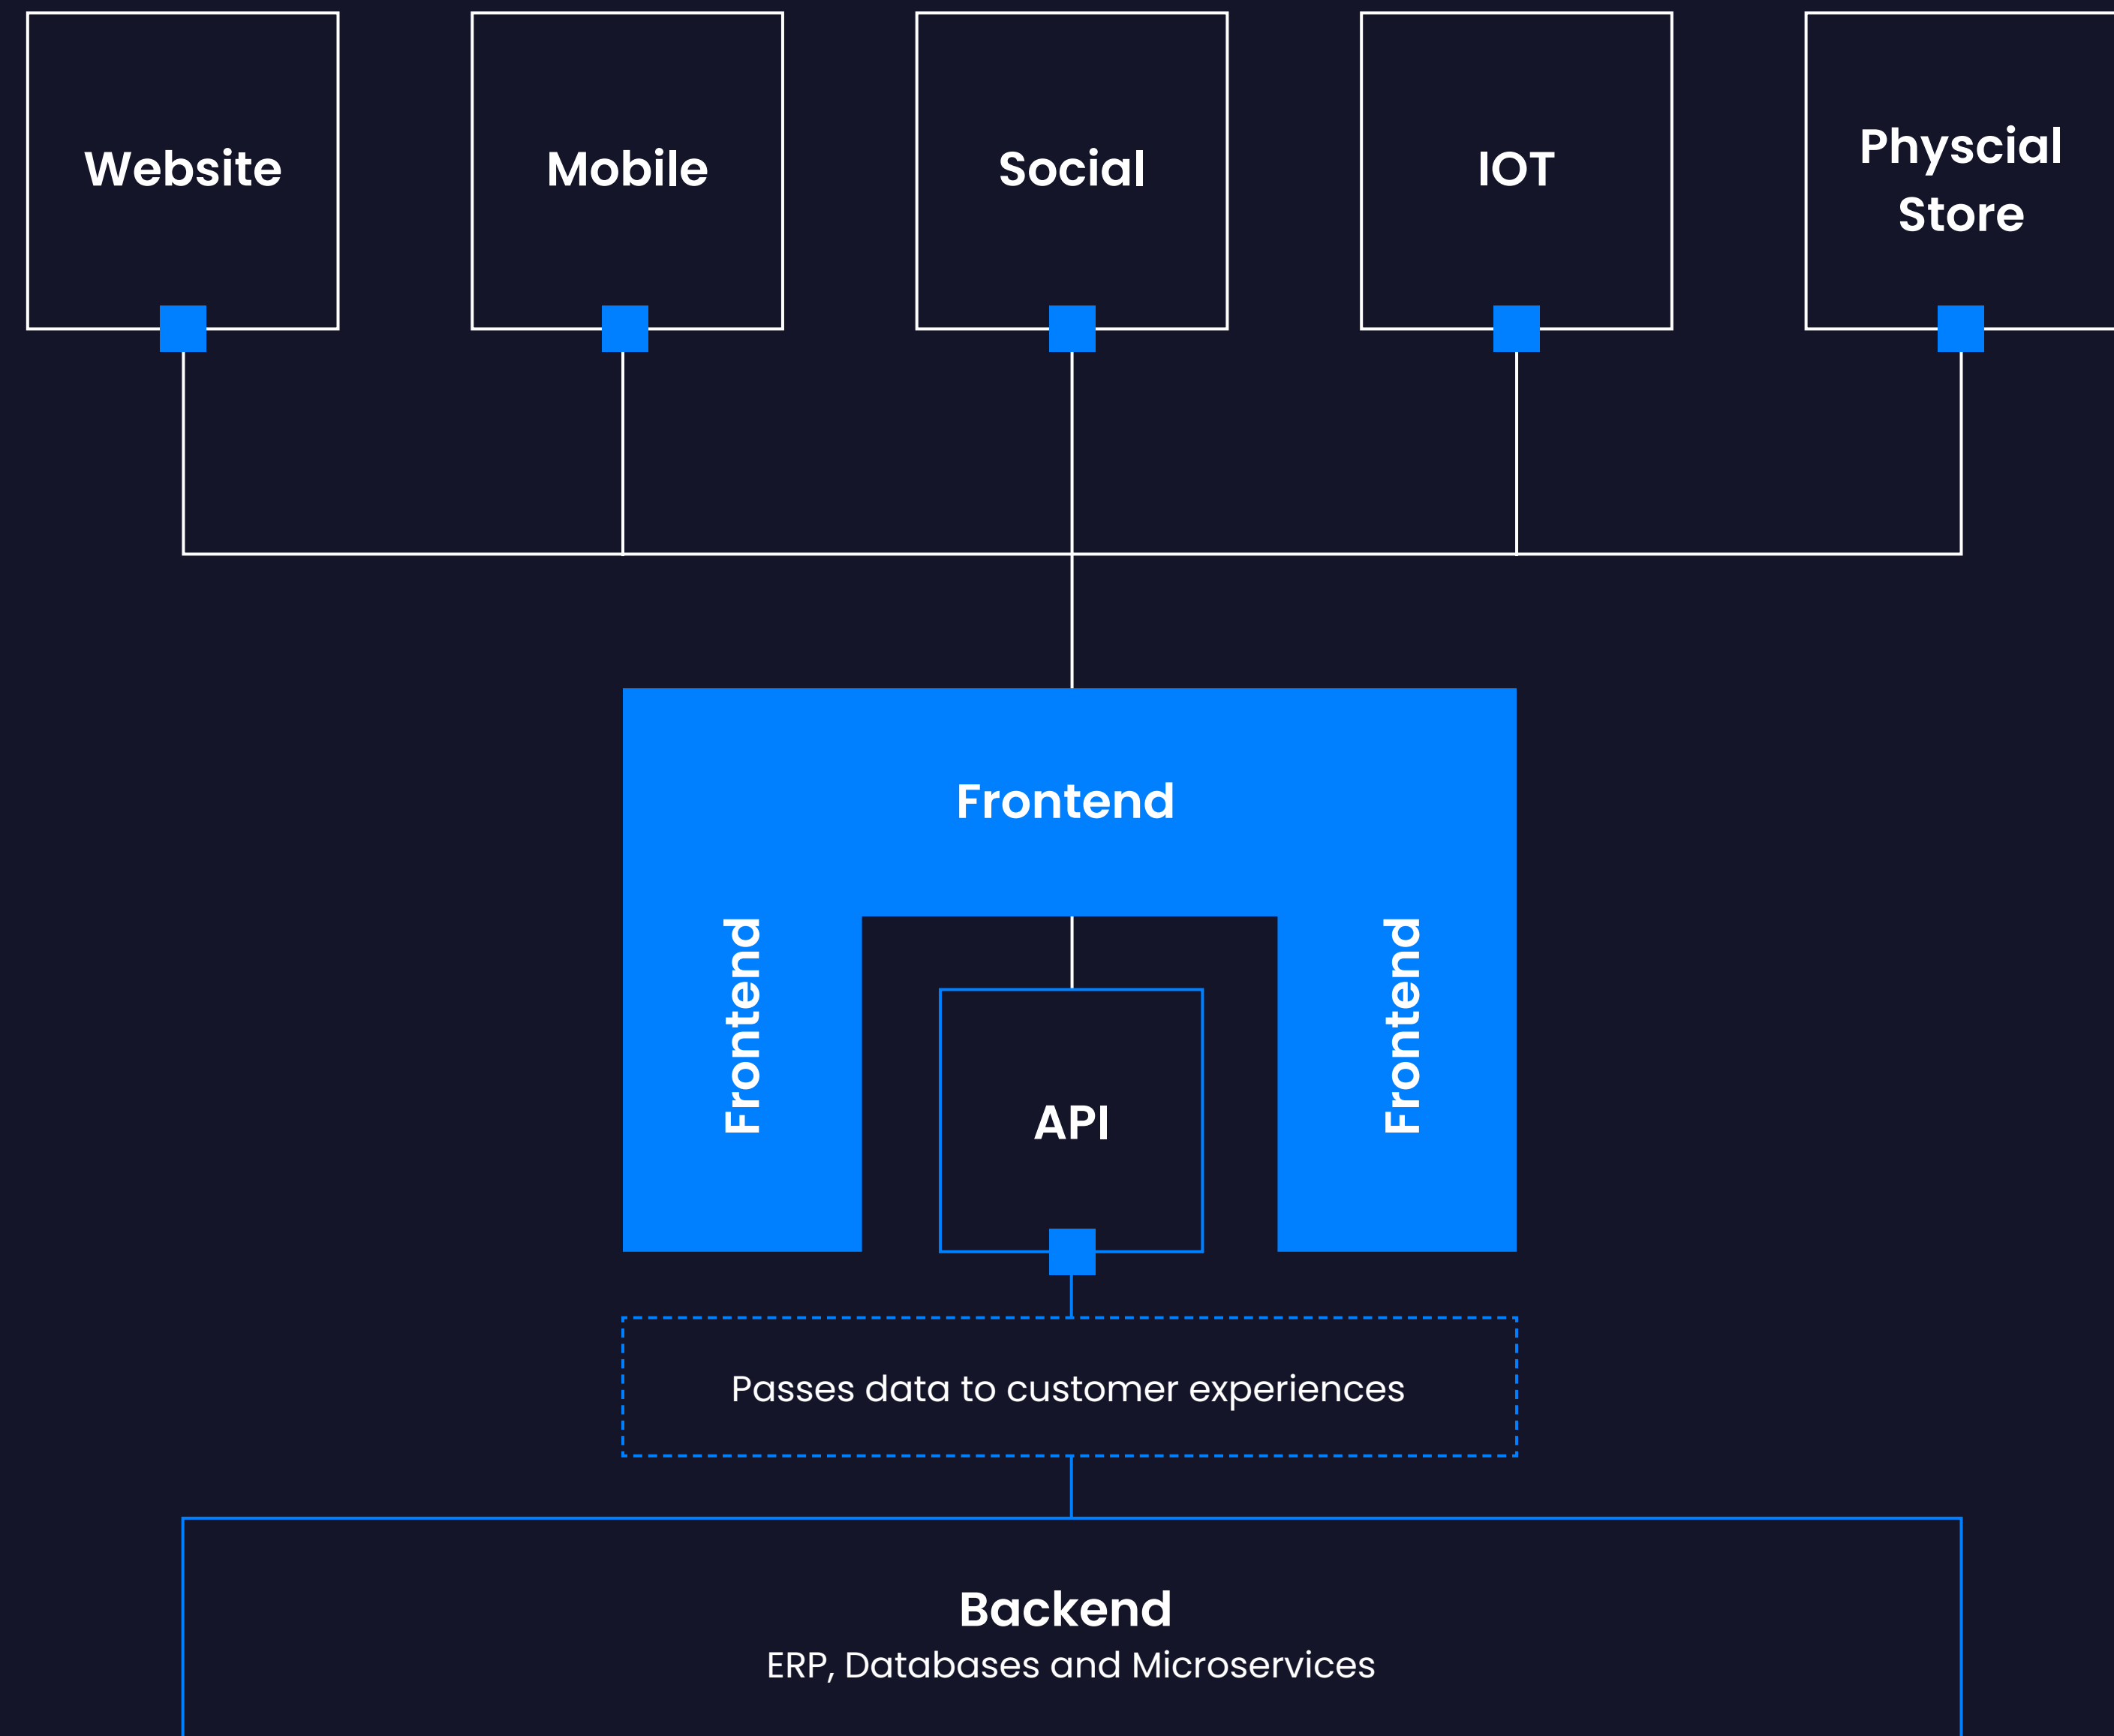 Website
Mobile
Social
IOT
Physcial
Store
Frontend
Frontend
Frontend
API
Passes data to customer experiences
Backend
ERP, Databases and Microservices